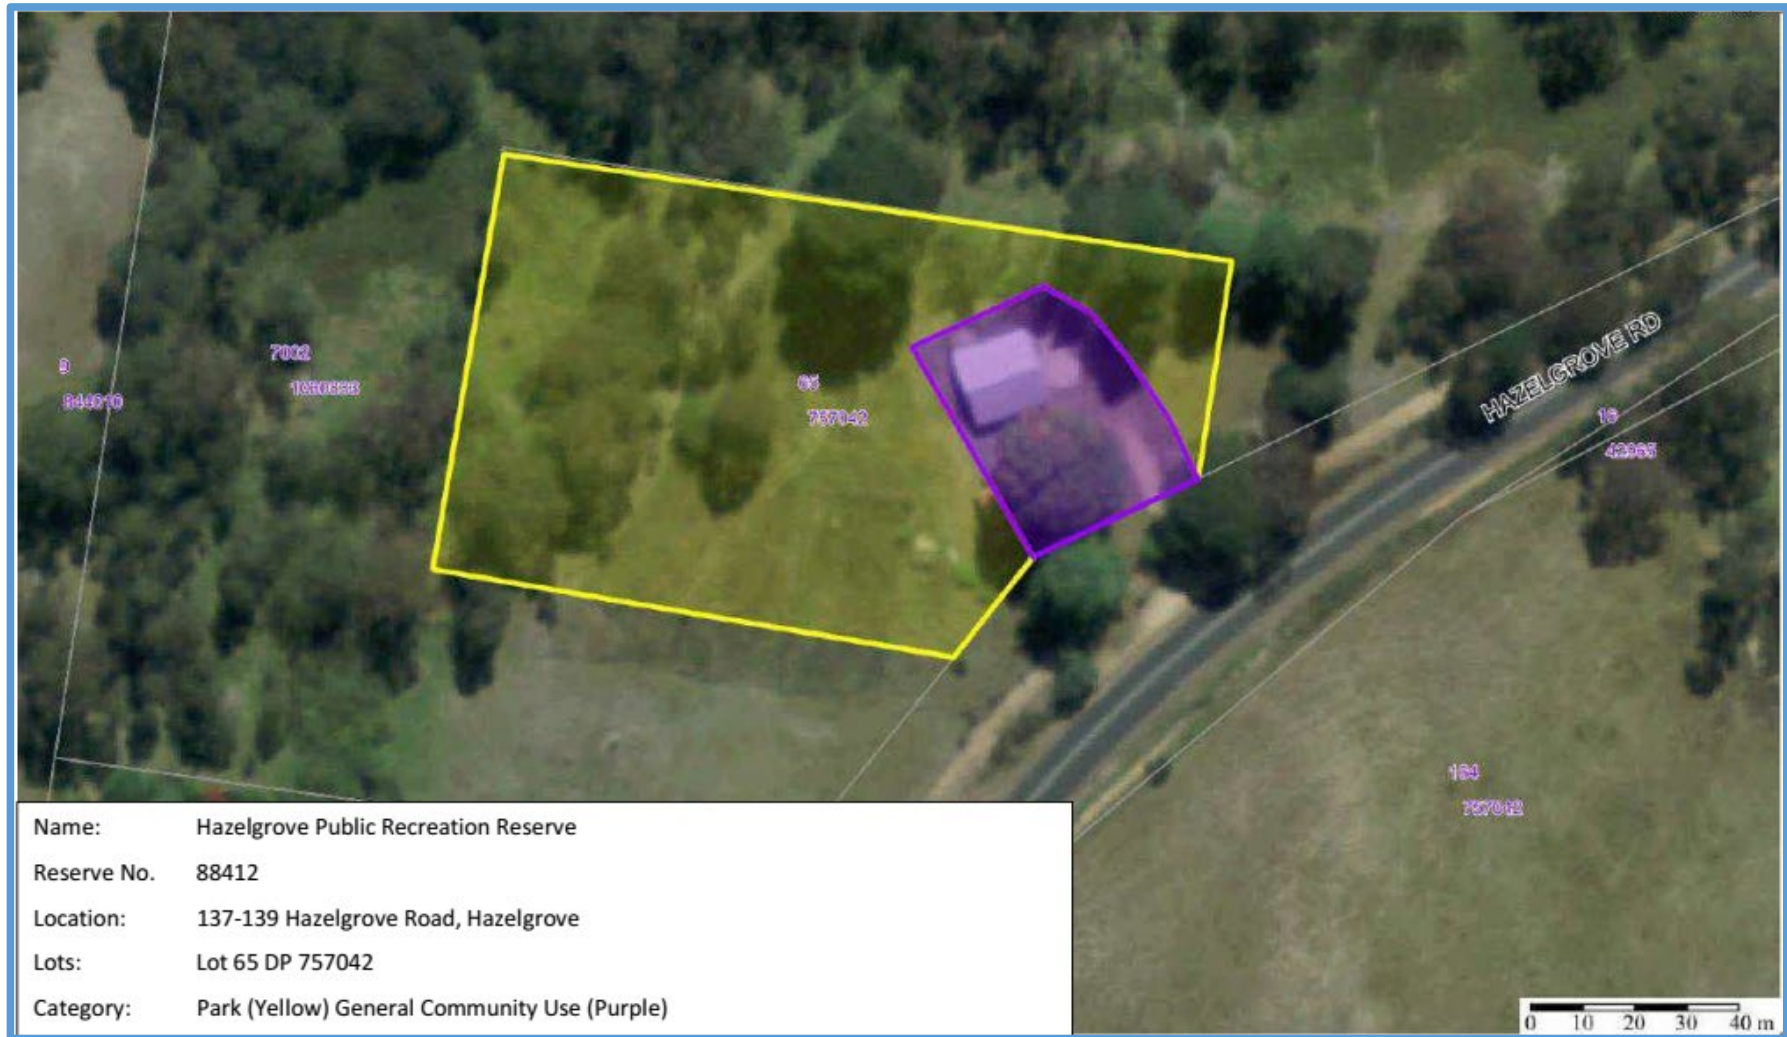 HAZELGROVE RD
7002
9
65
16
757042
42965
164
757042
Name: Hazelgrove Public Recreation Reserve
Reserve No. 88412
Location: 137-139 Hazelgrove Road, Hazelgrove
Lots: Lot 65 DP 757042
Category: Park (Yellow) General Community Use (Purple)
0 10 20 30 40 m